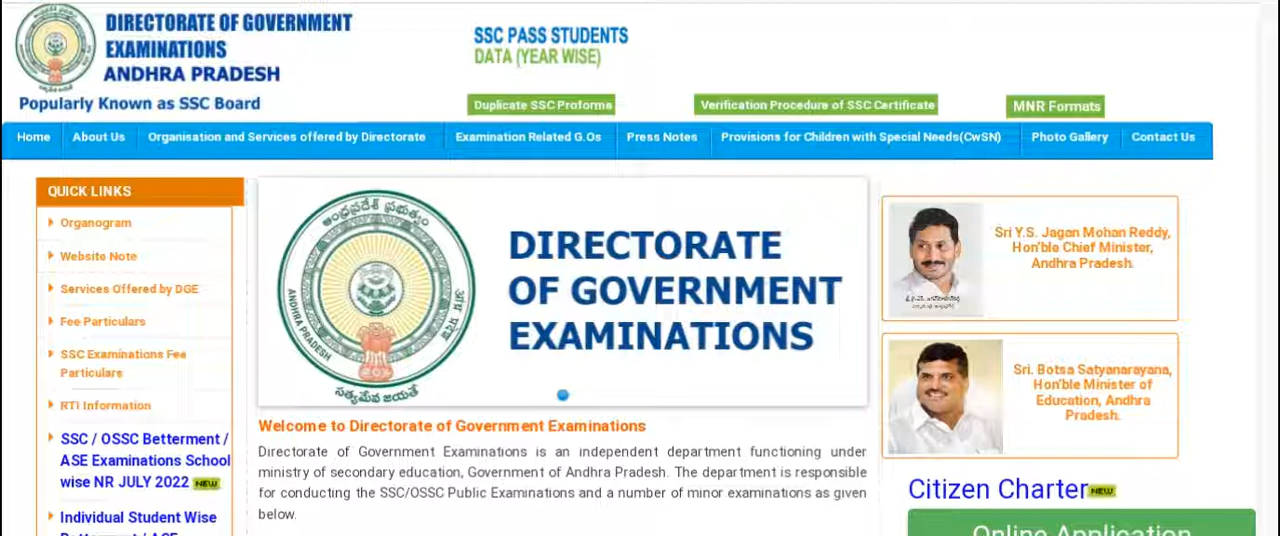 DIRECTORATE OF GOVERNMENT
EXAMINATIONS
ANDHRA PRADESH
Popularly Known as SSC Board
SSC PASS STUDENTS
DATA (YEAR WISE)
Duplicate SSC Proforma
Verification Procedure of SSC Certificate
MNR Formats
Home
About Us
Organisation and Services offered by Directorate
Examination Related G.Os
Press Notes
Provisions for Children with Special Needs(CwSN)
Photo Gallery
Contact Us
QUICK LINKS
Organogram
Website Note
Services Offered by DGE
Fee Particulars
SSC Examinations Fee
Particulars
RTI Information
SSC / OSSC Betterment /
ASE Examinations School
wise NR JULY 2022 NEW
Individual Student Wise
ఆంధ్రప్రదేశ్ ప్రభుత్వం
ANDHRA PRADESH
आन्ध्र प्रदेश
సత్యమేవ జయతే
DIRECTORATE
OF GOVERNMENT
EXAMINATIONS
Welcome to Directorate of Government Examinations
Directorate of Government Examinations is an independent department functioning under
ministry of secondary education, Government of Andhra Pradesh. The department is responsible
for conducting the SSC/OSSC Public Examinations and a number of minor examinations as given
below.
Sri Y.S. Jagan Mohan Reddy,
Hon'ble Chief Minister,
Andhra Pradesh.
Sri. Botsa Satyanarayana,
Hon'ble Minister of
Education, Andhra
Pradesh.
Citizen Charter NEW
Online Application